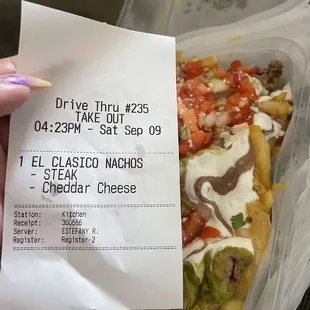 Drive Thru #235
TAKE OUT
04:23PM - Sat Sep 09
1 EL CLASICO NACHOS
- STEAK
- Cheddar Cheese
Station: Kitchen
Receipt: 300566
Server: ESTEFANY R.
Register: Register-2